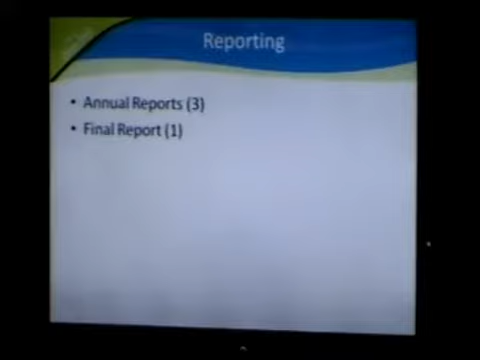 Reporting
• Annual Reports (3)
• Final Report (1)